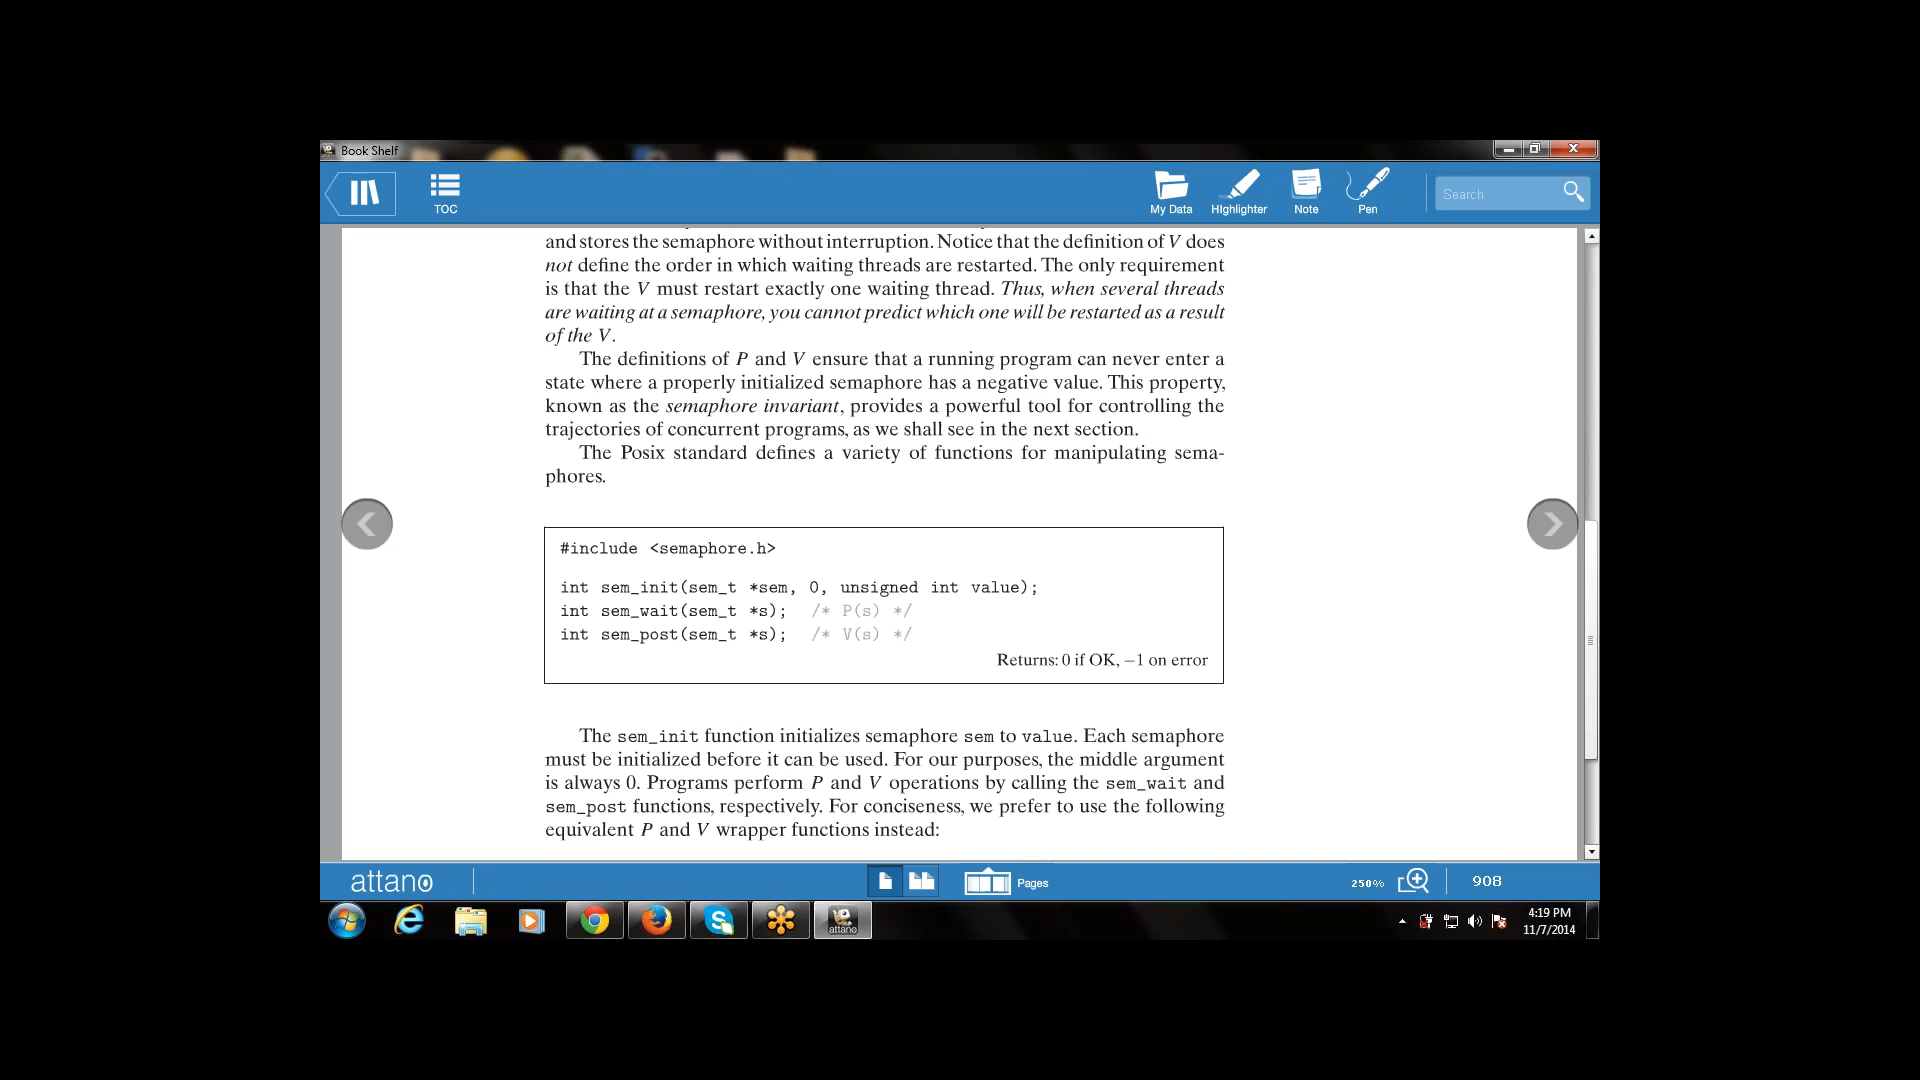 Book Shelf
TOC
My Data
HIghlighter
Note
Pen
Search
and stores the semaphore without interruption. Notice that the definition of V does
not define the order in which waiting threads are restarted. The only requirement
is that the V must restart exactly one waiting thread. Thus, when several threads
are waiting at a semaphore, you cannot predict which one will be restarted as a result
of the V.
The definitions of P and V ensure that a running program can never enter a
state where a properly initialized semaphore has a negative value. This property,
known as the semaphore invariant, provides a powerful tool for controlling the
trajectories of concurrent programs, as we shall see in the next section.
The Posix standard defines a variety of functions for manipulating sema-
phores.
#include <semaphore.h>
int sem_init(sem_t *sem, 0, unsigned int value);
int sem_wait(sem_t *s); /* P(s) */
int sem_post(sem_t *s); /* V(s) */
Returns: 0 if OK, −1 on error
The sem_init function initializes semaphore sem to value. Each semaphore
must be initialized before it can be used. For our purposes, the middle argument
is always 0. Programs perform P and V operations by calling the sem_wait and
sem_post functions, respectively. For conciseness, we prefer to use the following
equivalent P and V wrapper functions instead:
attano
Pages
250%
908
attano
4:19 PM
11/7/2014